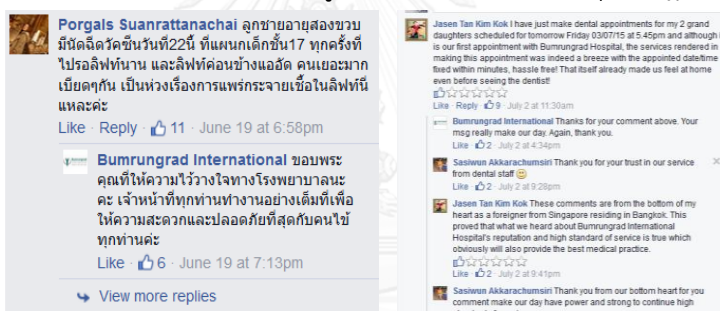 Porgals Suanrattanachai ลูกชายอายุสองขวบ
มีนัดฉีดวัคซีนวันที่22นี้ ที่แผนกเด็กชั้น17 ทุกครั้งที่
ไปรอลิฟท์นาน และลิฟท์ค่อนข้างแออัด คนเยอะมาก
เบียดๆกัน เป็นห่วงเรื่องการแพร่กระจายเชื้อในลิฟท์นี่
แหละค่ะ
Like · Reply · 11 · June 19 at 6:58pm
Bumrungrad International ขอบพระ
คุณที่ให้ความไว้วางใจทางโรงพยาบาลนะ
คะ เจ้าหน้าที่ทุกท่านทำงานอย่างเต็มที่เพื่อ
ให้ความสะดวกและปลอดภัยที่สุดกับคนไข้
ทุกท่านค่ะ
Like · 6 · June 19 at 7:13pm
View more replies
Jasen Tan Kim Kok I have just make dental appointments for my 2 grand
daughters scheduled for tomorrow Friday 03/07/15 at 5.45pm and although i
is our first appointment with Bumrungrad Hospital, the services rendered in
making this appointment was indeed a breeze with the appointed date/time
fixed within minutes, hassle free! That itself already made us feel at home
even before seeing the dentist!
Like · Reply · 9 · July 2 at 11:30am
Bumrungrad International Thanks for your comment above. Your
msg really make our day. Again, thank you.
Like · 2 · July 2 at 4:34pm
Sasiwun Akkarachumsiri Thank you for your trust in our service
from dental staff
Like · 2 · July 2 at 9:28pm
Jasen Tan Kim Kok These comments are from the bottom of my
heart as a foreigner from Singapore residing in Bangkok. This
proved that what we heard about Bumrungrad International
Hospital's reputation and high standard of service is true which
obviously will also provide the best medical practice.
Like · 2 · July 2 at 9:41pm
Sasiwun Akkarachumsiri Thank you from our bottom heart for you
comment make our day have power and strong to continue high